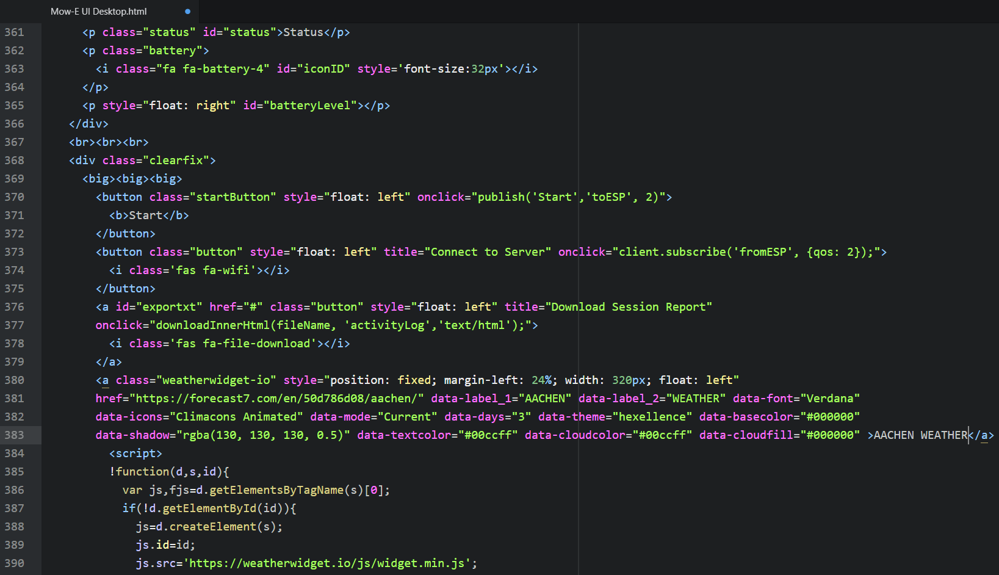 Mow-E UI Desktop.html
361 <p class="status" id="status">Status</p>
362 <p class="battery">
363 <i class="fa fa-battery-4" id="iconID" style='font-size:32px'></i>
364 </p>
365 <p style="float: right" id="batteryLevel"></p>
366 </div>
367 <br><br><br>
368 <div class="clearfix">
369 <big><big><big>
370 <button class="startButton" style="float: left" onclick="publish('Start','toESP', 2)">
371 <b>Start</b>
372 </button>
373 <button class="button" style="float: left" title="Connect to Server" onclick="client.subscribe('fromESP', {qos: 2});">
374 <i class='fas fa-wifi'></i>
375 </button>
376 <a id="exportxt" href="#" class="button" style="float: left" title="Download Session Report"
377 onclick="downloadInnerHtml(fileName, 'activityLog','text/html');">
378 <i class='fas fa-file-download'></i>
379 </a>
380 <a class="weatherwidget-io" style="position: fixed; margin-left: 24%; width: 320px; float: left"
381 href="https://forecast7.com/en/50d786d08/aachen/" data-label_1="AACHEN" data-label_2="WEATHER" data-font="Verdana"
382 data-icons="Climacons Animated" data-mode="Current" data-days="3" data-theme="hexellence" data-basecolor="#000000"
383 data-shadow="rgba(130, 130, 130, 0.5)" data-textcolor="#00ccff" data-cloudcolor="#00ccff" data-cloudfill="#000000" >AACHEN WEATHER</a>
384 <script>
385 !function(d,s,id){
386 var js,fjs=d.getElementsByTagName(s)[0];
387 if(!d.getElementById(id)){
388 js=d.createElement(s);
389 js.id=id;
390 js.src='https://weatherwidget.io/js/widget.min.js';